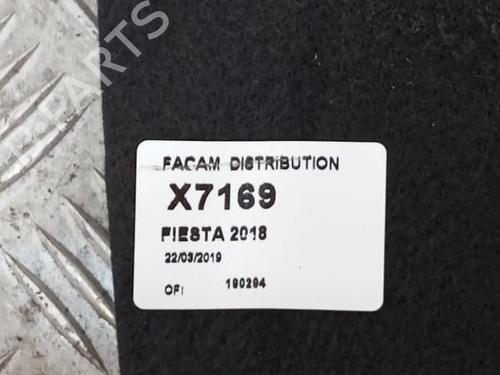 FACAM DISTRIBUTION
X7169
FIESTA 2018
22/03/2019
OF: 190294